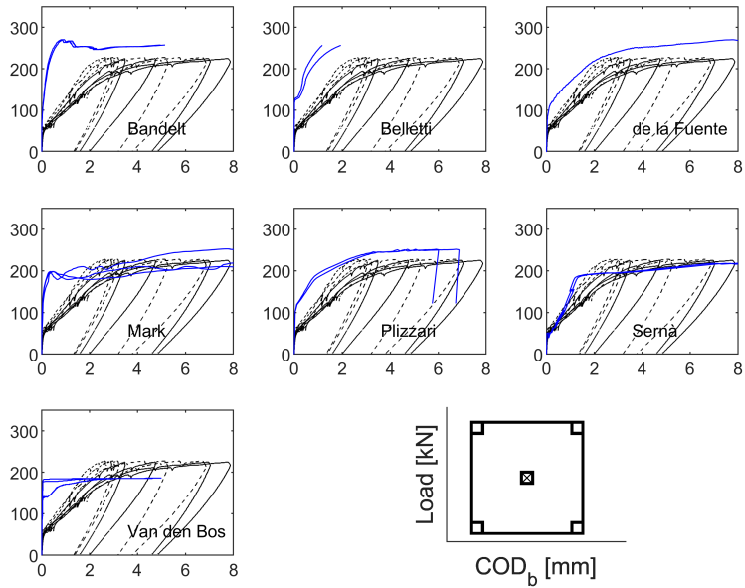 300
200
100
0
Bandelt
0 2 4 6 8
300
200
100
0
Belletti
0 2 4 6 8
300
200
100
0
de la Fuente
0 2 4 6 8
300
200
100
0
Mark
0 2 4 6 8
300
200
100
0
Plizzari
0 2 4 6 8
300
200
100
0
Serna
0 2 4 6 8
300
200
100
0
Van den Bos
0 2 4 6 8
Load [kN]
COD_b [mm]